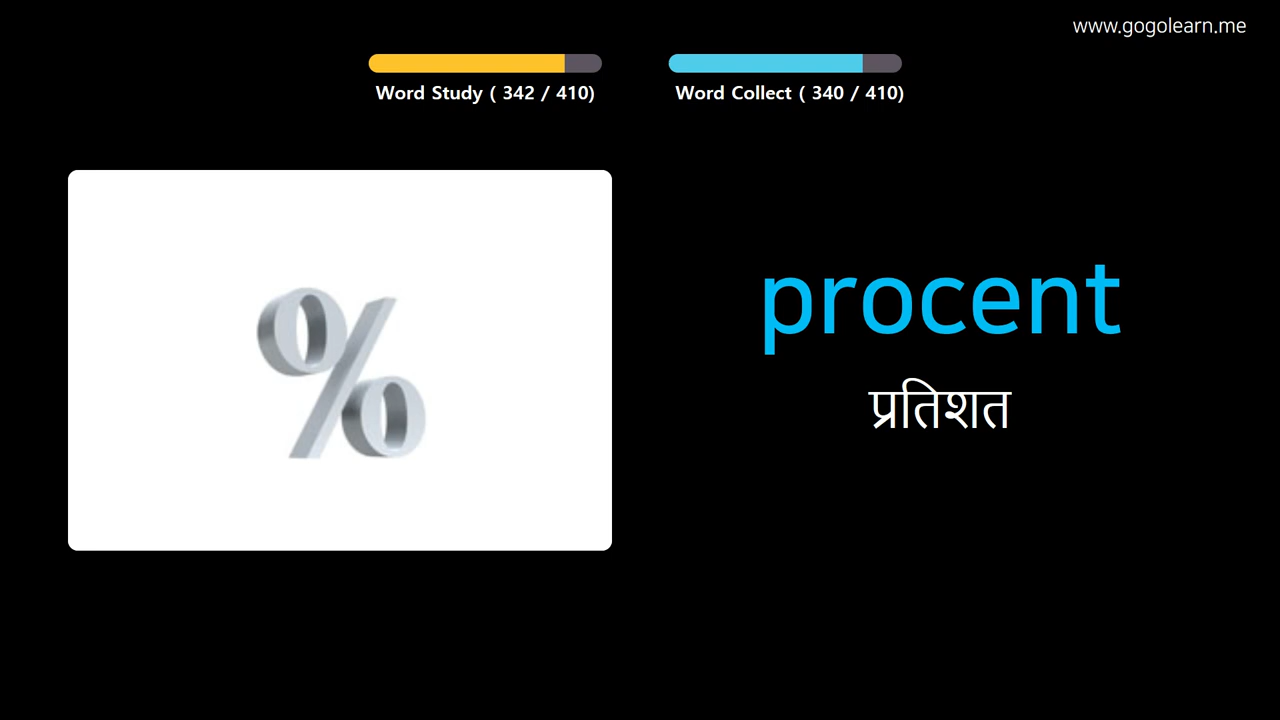 www.gogolearn.me
Word Study ( 342 / 410)
Word Collect ( 340 / 410)
%
procent
प्रतिशत